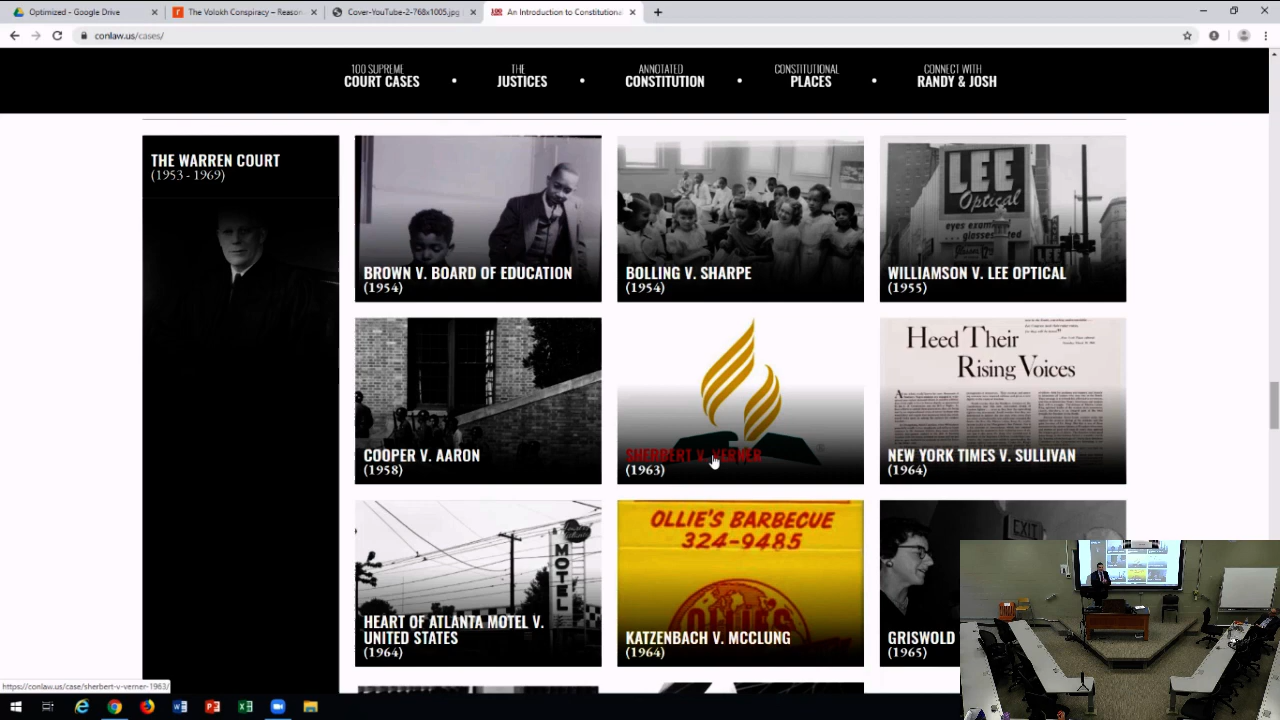 Optimized - Google Drive
The Volokh Conspiracy – Reason
Cover-YouTube-2-768x1005.jpg
An Introduction to Constitutional
conlaw.us/cases/
100 SUPREME
COURT CASES
THE
JUSTICES
ANNOTATED
CONSTITUTION
CONSTITUTIONAL
PLACES
CONNECT WITH
RANDY & JOSH
THE WARREN COURT
(1953 - 1969)
BROWN V. BOARD OF EDUCATION
(1954)
BOLLING V. SHARPE
(1954)
LEE
Optical
WILLIAMSON V. LEE OPTICAL
(1955)
COOPER V. AARON
(1958)
SHERBERT V. VERNER
(1963)
Heed Their
Rising Voices
NEW YORK TIMES V. SULLIVAN
(1964)
MOTEL
HEART OF ATLANTA MOTEL V.
UNITED STATES
(1964)
OLLIE'S BARBECUE
324-9485
OLLIE'S
KATZENBACH V. MCCLUNG
(1964)
EXIT
GRISWOLD
(1965)
https://conlaw.us/case/sherbert-v-verner-1963/